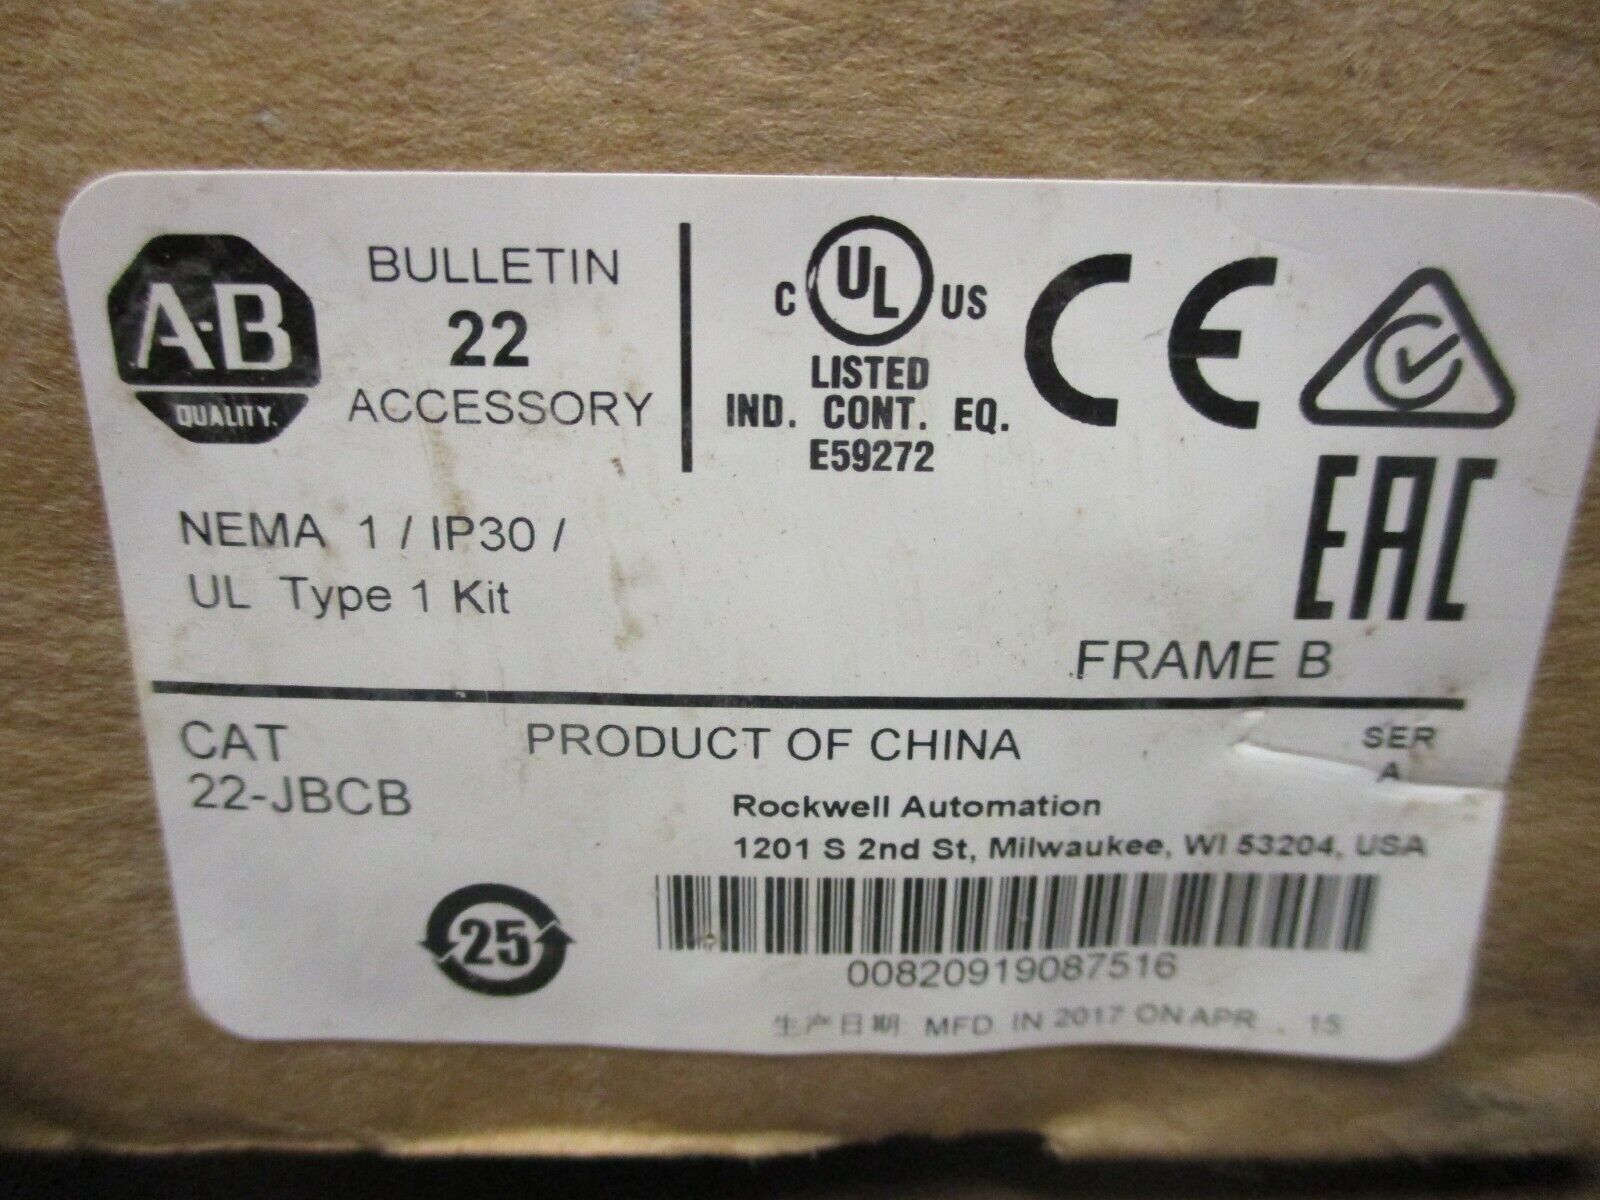 A-B
QUALITY.
BULLETIN
22
ACCESSORY
C UL US
LISTED
IND. CONT. EQ.
E59272
CE
EAC
NEMA 1 / IP30 /
UL Type 1 Kit
FRAME B
CAT
22-JBCB
PRODUCT OF CHINA
SER
A
Rockwell Automation
1201 S 2nd St, Milwaukee, WI 53204, USA
25
00820919087516
生产日期 MFD IN 2017 ON APR . 15